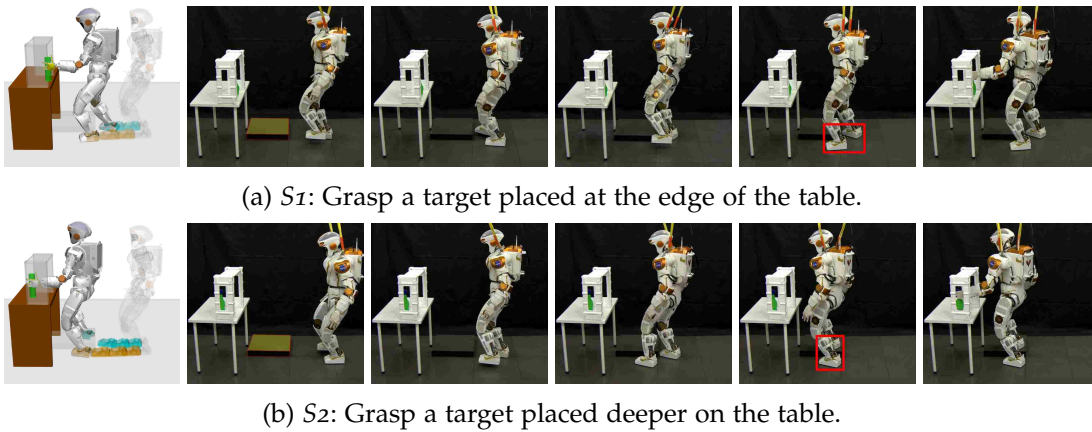 (a) S1: Grasp a target placed at the edge of the table.
(b) S2: Grasp a target placed deeper on the table.